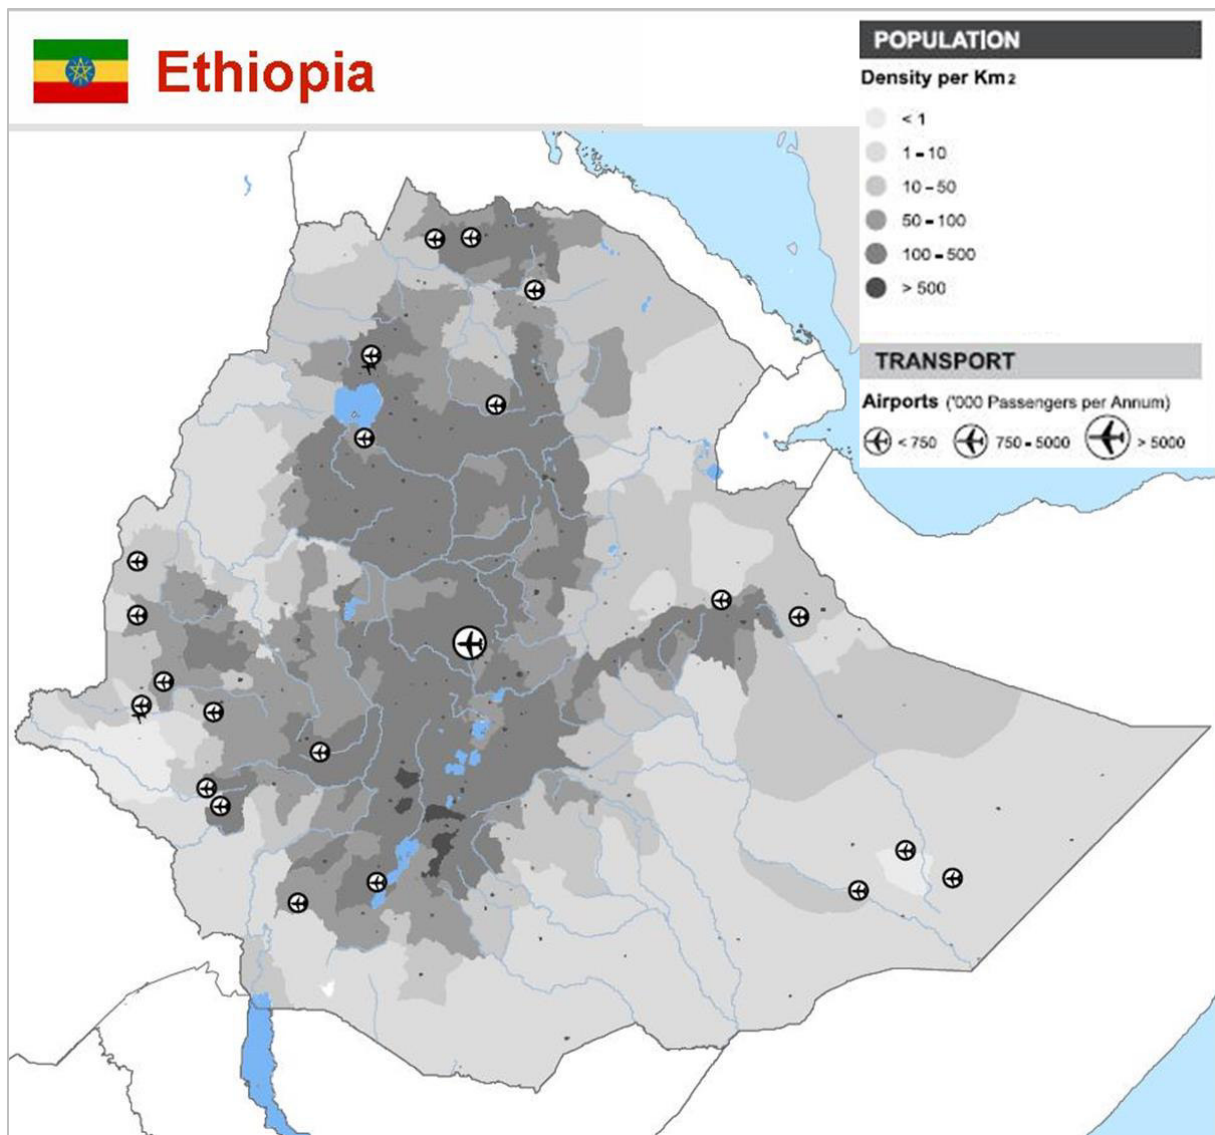 Ethiopia
POPULATION
Density per Km2
< 1
1 – 10
10 – 50
50 – 100
100 – 500
> 500
TRANSPORT
Airports ('000 Passengers per Annum)
< 750 750 - 5000 > 5000